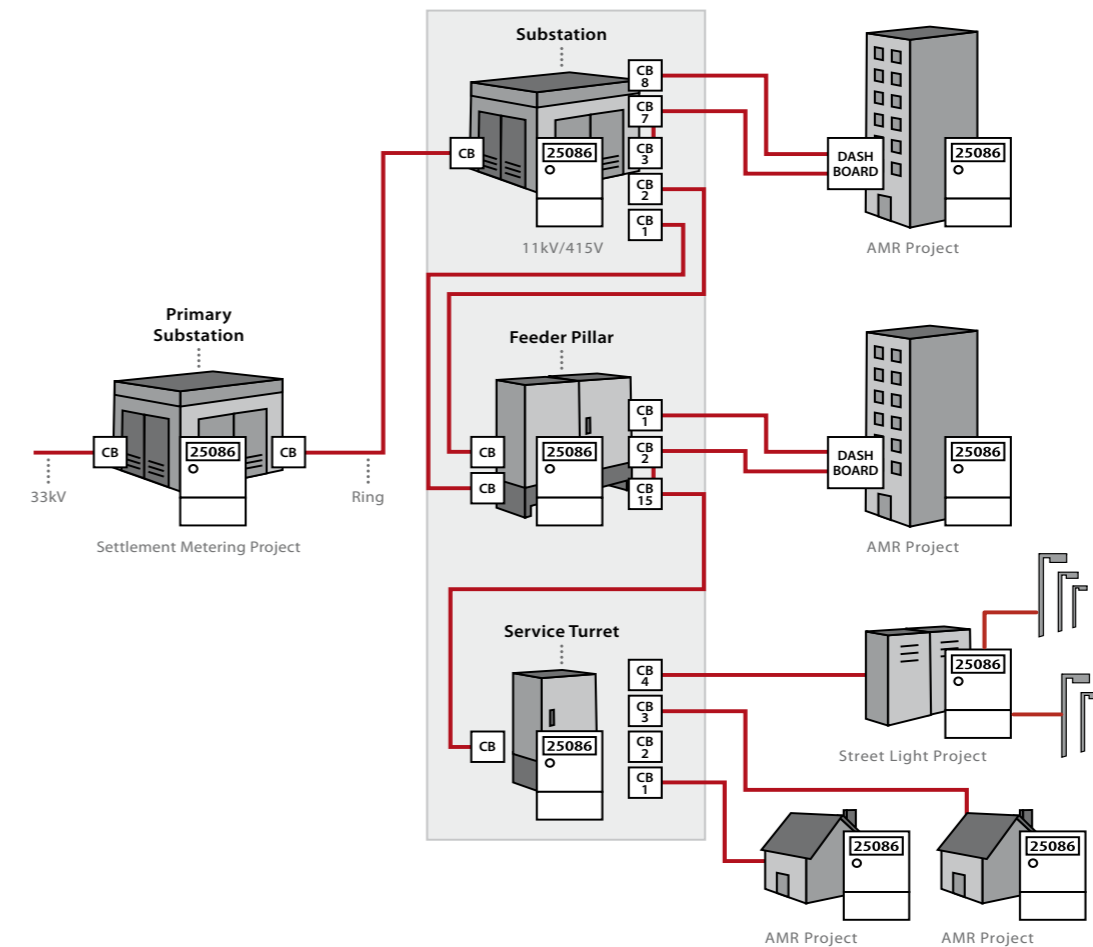 Substation
CB
8
CB
7
CB
3
CB
2
CB
1
CB
25086
11kV/415V
DASH
BOARD
25086
AMR Project
Primary
Substation
CB
25086
CB
33kV
Ring
Settlement Metering Project
Feeder Pillar
CB
CB
25086
CB
1
CB
2
CB
15
DASH
BOARD
25086
AMR Project
Service Turret
CB
25086
CB
4
CB
3
CB
2
CB
1
25086
Street Light Project
25086
AMR Project
25086
AMR Project